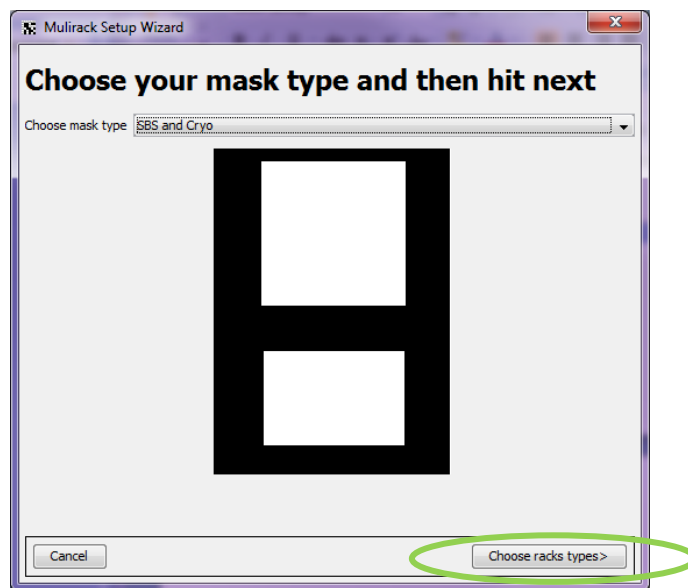 Mulirack Setup Wizard
Choose your mask type and then hit next
Choose mask type SBS and Cryo
Cancel Choose racks types>